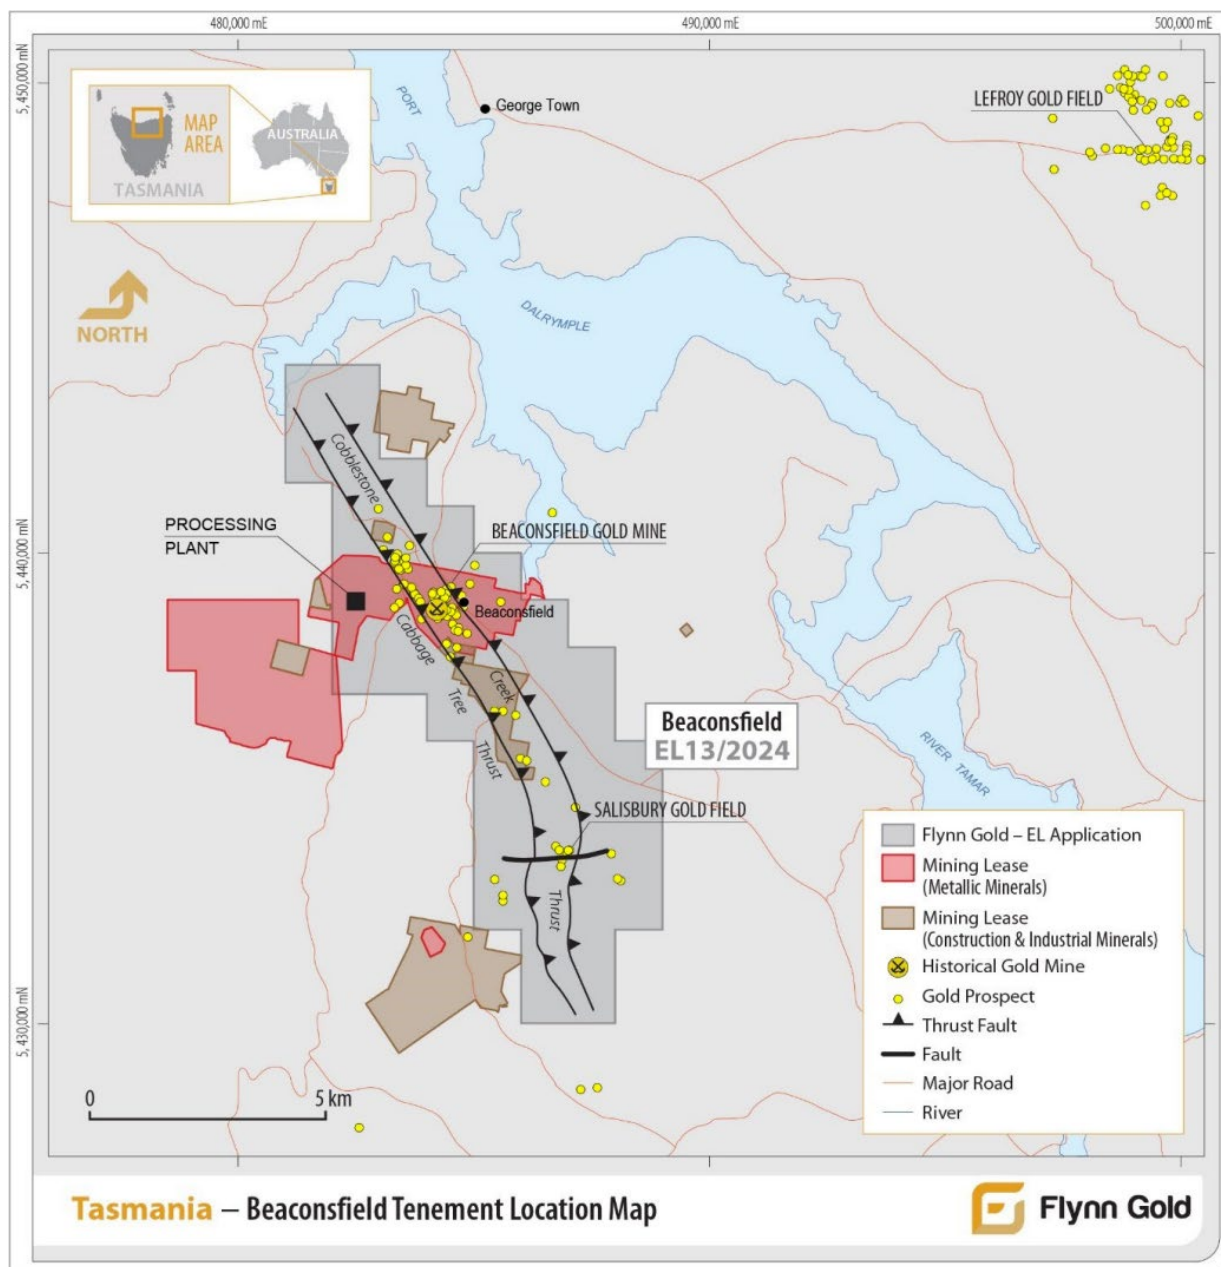 480,000 mE
490,000 mE
500,000 mE
5,450,000 mN
5,440,000 mN
5,430,000 mN
MAP
AREA
TASMANIA
AUSTRALIA
NORTH
PORT
George Town
LEFROY GOLD FIELD
DALRYMPLE
Cobblestone
PROCESSING
PLANT
BEACONSFIELD GOLD MINE
Beaconsfield
Cabbage
Tree
Thrust
Creek
Thrust
Beaconsfield
EL13/2024
RIVER TAMAR
SALISBURY GOLD FIELD
Flynn Gold – EL Application
Mining Lease
(Metallic Minerals)
Mining Lease
(Construction & Industrial Minerals)
Historical Gold Mine
Gold Prospect
Thrust Fault
Fault
Major Road
River
0 5 km
Tasmania – Beaconsfield Tenement Location Map
Flynn Gold